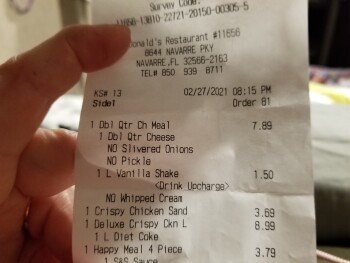 Survey Code:
11656-13810-22721-20150-00305-5
Donald's Restaurant #11656
8644 NAVARRE PKY
NAVARRE,FL 32566-2163
TEL# 850 939 8711
KS# 13 02/27/2021 08:15 PM
Side1 Order 81
1 Dbl Qtr Ch Meal 7.89
1 Dbl Qtr Cheese
NO Slivered Onions
NO Pickle
1 L Vanilla Shake 1.50
<Drink Upcharge>
NO Whipped Cream
1 Crispy Chicken Sand 3.69
1 Deluxe Crispy Ckn L 8.99
1 L Diet Coke
1 Happy Meal 4 Piece 3.79
1 S&S Sauce